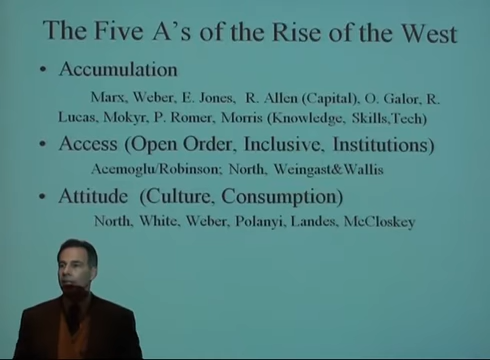 The Five A's of the Rise of the West
• Accumulation
Marx, Weber, E. Jones, R. Allen (Capital), O. Galor, R.
Lucas, Mokyr, P. Romer, Morris (Knowledge, Skills,Tech)
• Access (Open Order, Inclusive, Institutions)
Acemoglu/Robinson; North, Weingast&Wallis
• Attitude (Culture, Consumption)
North, White, Weber, Polanyi, Landes, McCloskey